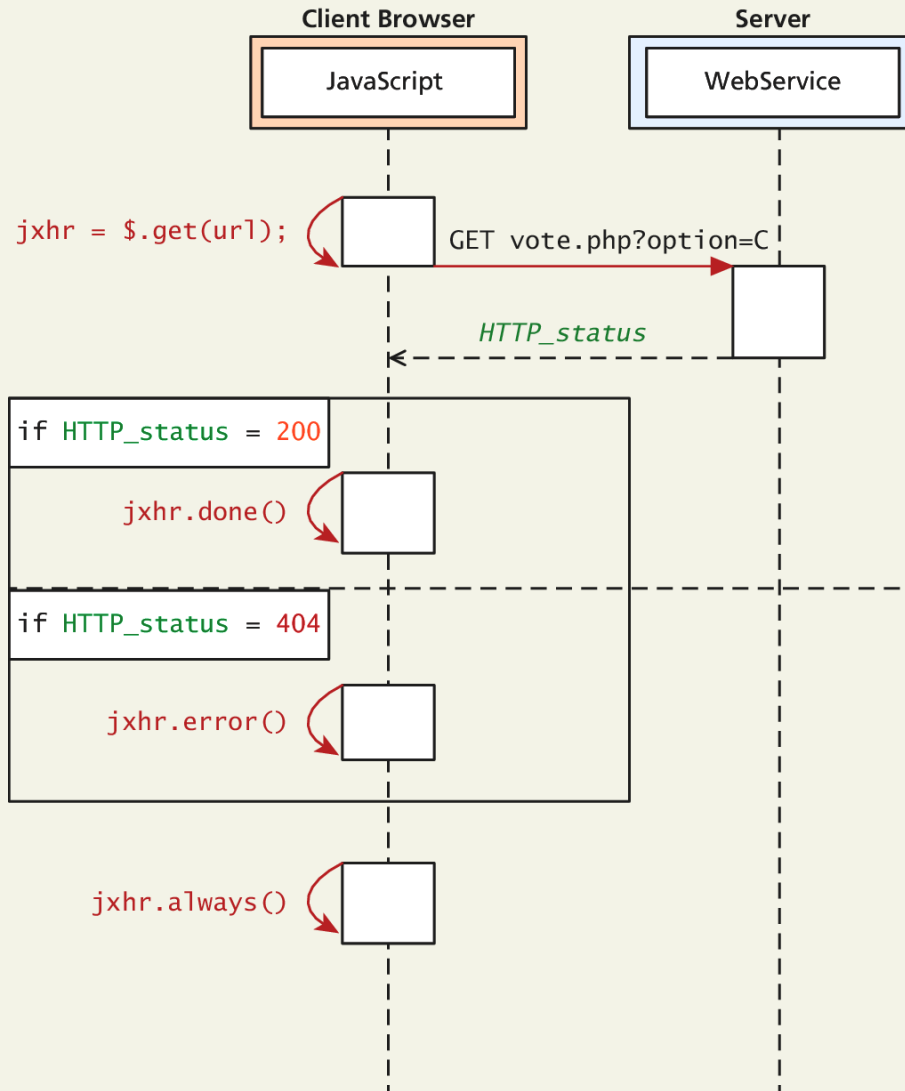 Client Browser
Server
JavaScript
WebService
jxhr = $.get(url);
GET vote.php?option=C
HTTP_status
if HTTP_status = 200
jxhr.done()
if HTTP_status = 404
jxhr.error()
jxhr.always()